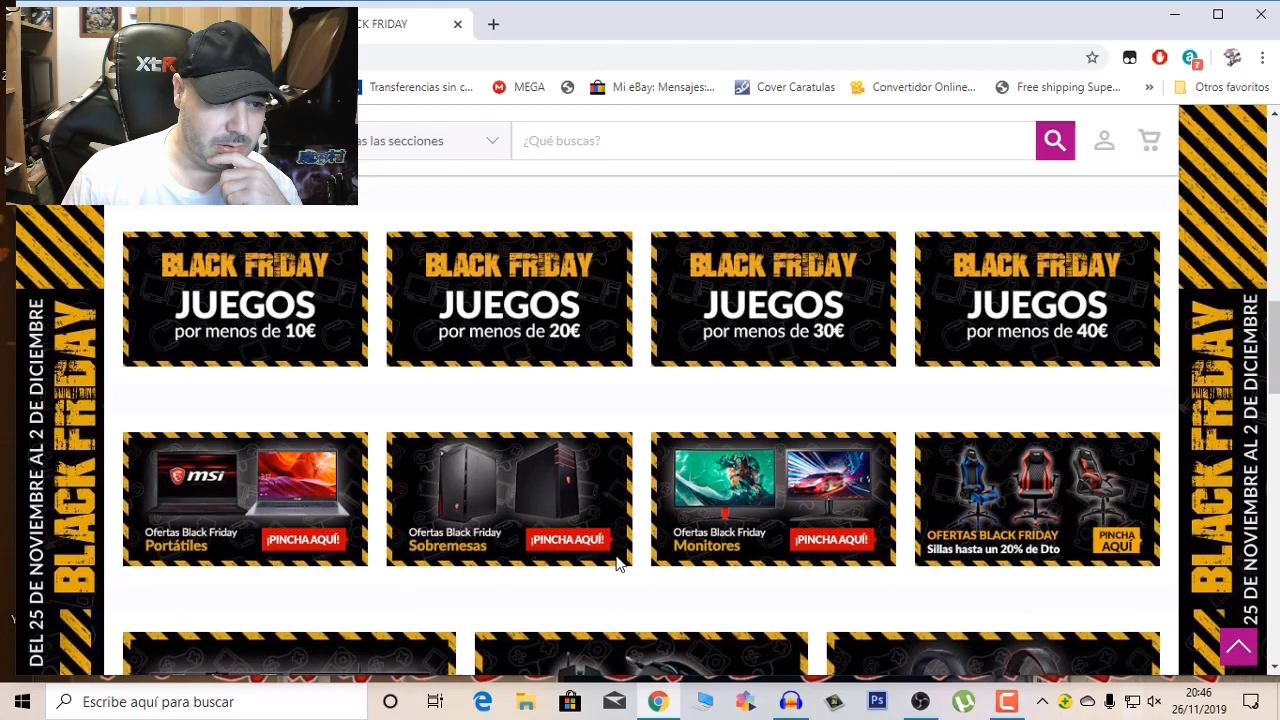 XTR
CK FRIDAY
Transferencias sin c...
MEGA
Mi eBay: Mensajes:...
Cover Caratulas
Convertidor Online...
Free shipping Supe...
»
Otros favoritos
as las secciones
¿Qué buscas?
BLACK FRIDAY
JUEGOS
por menos de 10€
BLACK FRIDAY
JUEGOS
por menos de 20€
BLACK FRIDAY
JUEGOS
por menos de 30€
BLACK FRIDAY
JUEGOS
por menos de 40€
DEL 25 DE NOVIEMBRE AL 2 DE DICIEMBRE
BLACK FRIDAY
BLACK FRIDAY
25 DE NOVIEMBRE AL 2 DE DICIEMBRE
msi
Ofertas Black Friday
Portátiles
¡PINCHA AQUÍ!
Ofertas Black Friday
Sobremesas
¡PINCHA AQUÍ!
Ofertas Black Friday
Monitores
¡PINCHA AQUÍ!
OFERTAS BLACK FRIDAY
Sillas hasta un 20% de Dto
PINCHA
AQUÍ
Escribe aquí para buscar
Ps
20:46
26/11/2019